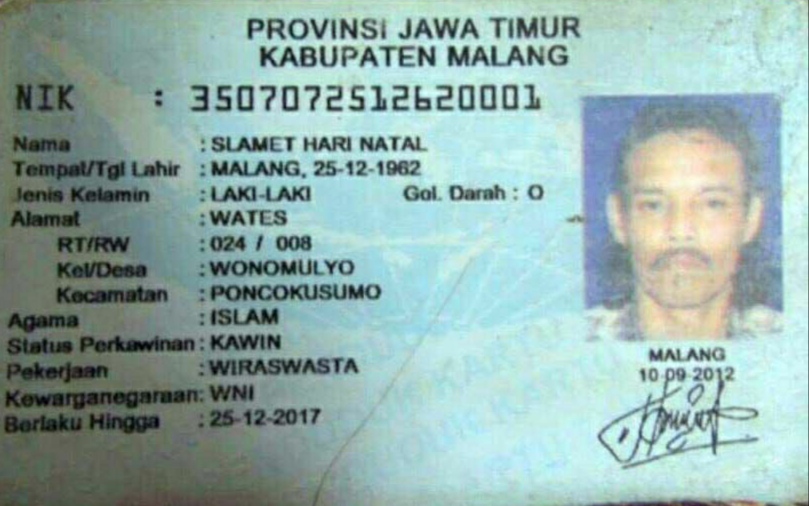 PROVINSI JAWA TIMUR
KABUPATEN MALANG
NIK : 3507072512620001
Nama : SLAMET HARI NATAL
Tempat/Tgl Lahir : MALANG, 25-12-1962
Jenis Kelamin : LAKI-LAKI Gol. Darah : O
Alamat : WATES
RT/RW : 024 / 008
Kel/Desa : WONOMULYO
Kecamatan : PONCOKUSUMO
Agama : ISLAM
Status Perkawinan : KAWIN
Pekerjaan : WIRASWASTA
Kewarganegaraan: WNI
Berlaku Hingga : 25-12-2017
MALANG
10-09-2012